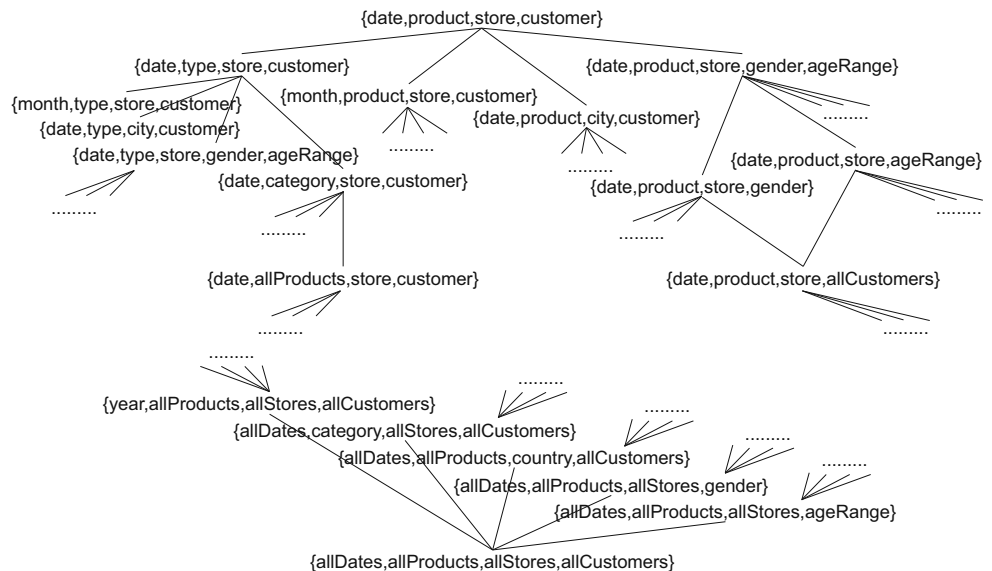 {date,product,store,customer}
{date,type,store,customer}
{date,product,store,gender,ageRange}
{month,type,store,customer}
{month,product,store,customer}
.........
{date,type,city,customer}
{date,product,city,customer}
.........
{date,type,store,gender,ageRange}
{date,product,store,ageRange}
.........
{date,category,store,customer}
{date,product,store,gender}
.........
.........
.........
.........
.........
{date,allProducts,store,customer}
{date,product,store,allCustomers}
.........
.........
.........
{year,allProducts,allStores,allCustomers}
.........
{allDates,category,allStores,allCustomers}
.........
{allDates,allProducts,country,allCustomers}
.........
{allDates,allProducts,allStores,gender}
.........
{allDates,allProducts,allStores,ageRange}
{allDates,allProducts,allStores,allCustomers}